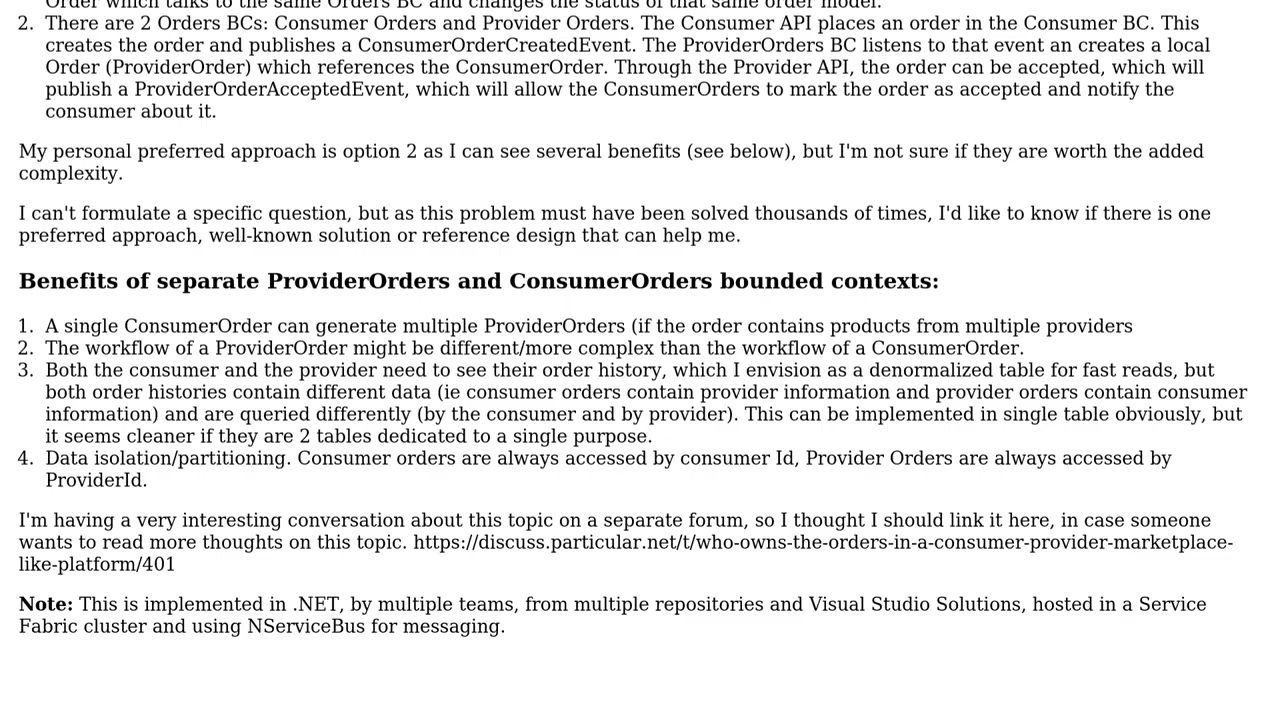 Order which talks to the same Orders BC and changes the status of that same order model.
2. There are 2 Orders BCs: Consumer Orders and Provider Orders. The Consumer API places an order in the Consumer BC. This
creates the order and publishes a ConsumerOrderCreatedEvent. The ProviderOrders BC listens to that event an creates a local
Order (ProviderOrder) which references the ConsumerOrder. Through the Provider API, the order can be accepted, which will
publish a ProviderOrderAcceptedEvent, which will allow the ConsumerOrders to mark the order as accepted and notify the
consumer about it.
My personal preferred approach is option 2 as I can see several benefits (see below), but I'm not sure if they are worth the added
complexity.
I can't formulate a specific question, but as this problem must have been solved thousands of times, I'd like to know if there is one
preferred approach, well-known solution or reference design that can help me.
Benefits of separate ProviderOrders and ConsumerOrders bounded contexts:
1. A single ConsumerOrder can generate multiple ProviderOrders (if the order contains products from multiple providers
2. The workflow of a ProviderOrder might be different/more complex than the workflow of a ConsumerOrder.
3. Both the consumer and the provider need to see their order history, which I envision as a denormalized table for fast reads, but
both order histories contain different data (ie consumer orders contain provider information and provider orders contain consumer
information) and are queried differently (by the consumer and by provider). This can be implemented in single table obviously, but
it seems cleaner if they are 2 tables dedicated to a single purpose.
4. Data isolation/partitioning. Consumer orders are always accessed by consumer Id, Provider Orders are always accessed by
ProviderId.
I'm having a very interesting conversation about this topic on a separate forum, so I thought I should link it here, in case someone
wants to read more thoughts on this topic. https://discuss.particular.net/t/who-owns-the-orders-in-a-consumer-provider-marketplace-
like-platform/401
Note: This is implemented in .NET, by multiple teams, from multiple repositories and Visual Studio Solutions, hosted in a Service
Fabric cluster and using NServiceBus for messaging.